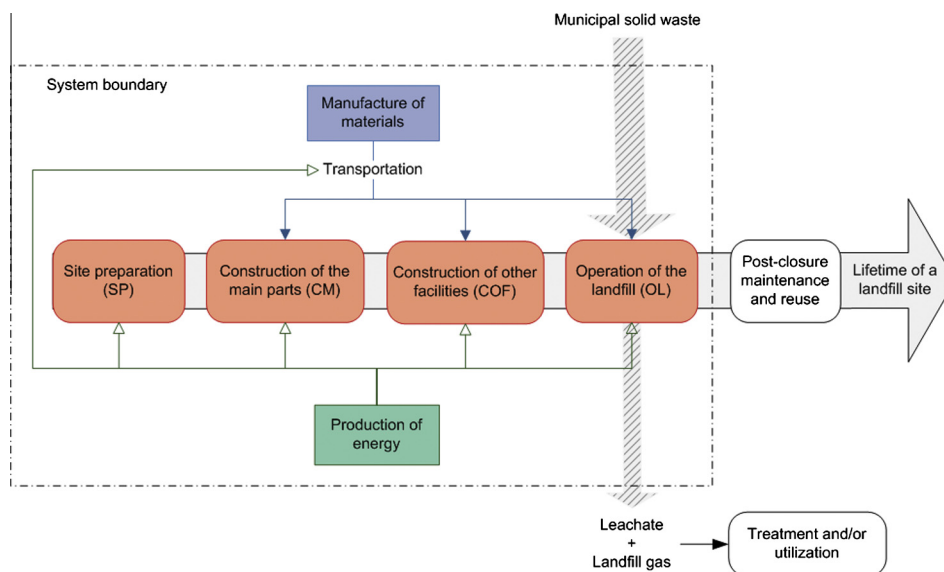 Municipal solid waste
System boundary
Manufacture of
materials
Transportation
Site preparation
(SP)
Construction of the
main parts (CM)
Construction of other
facilities (COF)
Operation of the
landfill (OL)
Post-closure
maintenance
and reuse
Lifetime of a
landfill site
Production of
energy
Leachate
+
Landfill gas
Treatment and/or
utilization